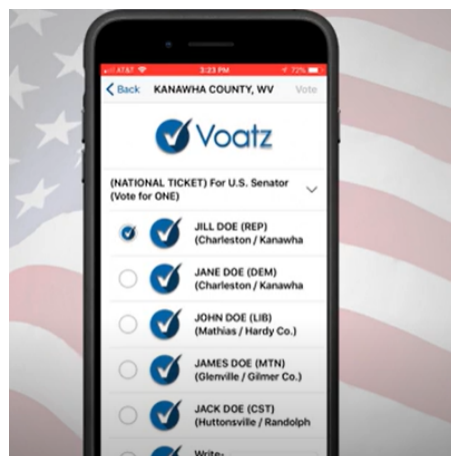 AT&T 3:23 PM 72%
Back KANAWHA COUNTY, WV Vote
Voatz
(NATIONAL TICKET) For U.S. Senator
(Vote for ONE)
JILL DOE (REP)
(Charleston / Kanawha
JANE DOE (DEM)
(Charleston / Kanawha
JOHN DOE (LIB)
(Mathias / Hardy Co.)
JAMES DOE (MTN)
(Glenville / Gilmer Co.)
JACK DOE (CST)
(Huttonsville / Randolph
Write-